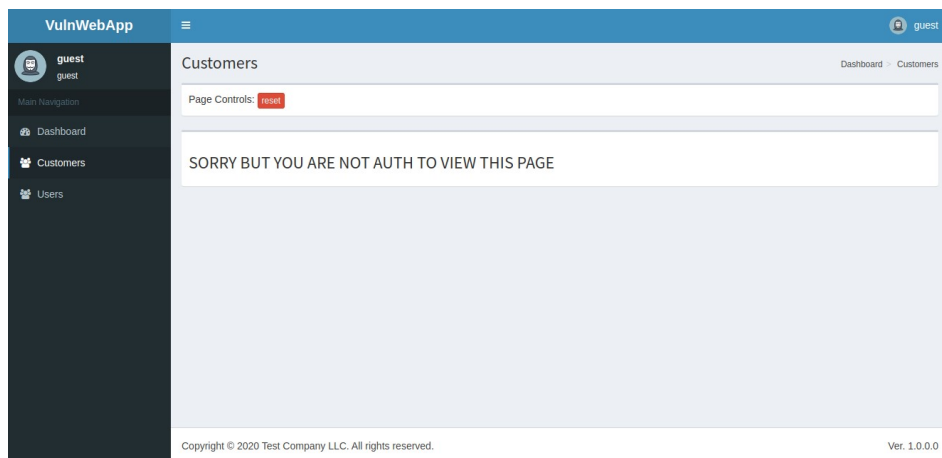 VulnWebApp
guest
guest
guest
Main Navigation
Dashboard
Customers
Users
Customers
Dashboard > Customers
Page Controls: reset
SORRY BUT YOU ARE NOT AUTH TO VIEW THIS PAGE
Copyright © 2020 Test Company LLC. All rights reserved.
Ver. 1.0.0.0